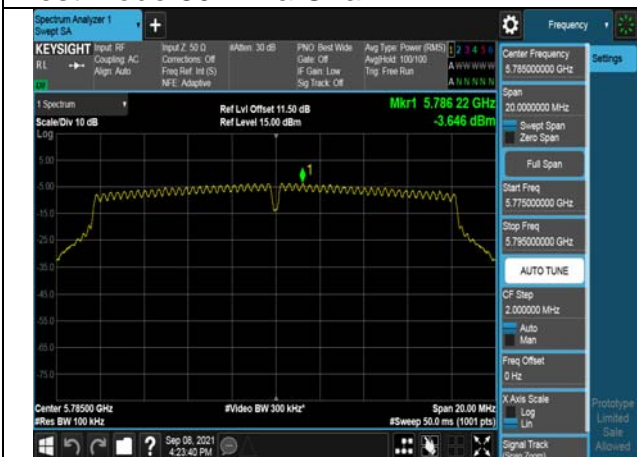 Spectrum Analyzer 1
Swept SA
Frequency
KEYSIGHT
RL
Input: RF
Coupling: AC
Align: Auto
Input Z: 50 Ω
Corrections: Off
Freq Ref: Int (S)
NFE: Adaptive
#Atten: 30 dB
PNO: Best Wide
Gate: Off
IF Gain: Low
Sig Track: Off
Avg Type: Power (RMS)
Avg|Hold: 100/100
Trig: Free Run
1 2 3 4 5 6
A W W W W W
A N N N N N
1 Spectrum
Scale/Div 10 dB
Ref Lvl Offset 11.50 dB
Ref Level 15.00 dBm
Mkr1 5.786 22 GHz
-3.646 dBm
Log
5.00
-5.00
-15.0
-25.0
-35.0
-45.0
-55.0
-75.0
1
Center 5.78500 GHz
#Res BW 100 kHz
#Video BW 300 kHz*
Span 20.00 MHz
#Sweep 50.0 ms (1001 pts)
Sep 08, 2021
4:23:40 PM
Center Frequency
5.785000000 GHz
Settings
Span
20.0000000 MHz
Swept Span
Zero Span
Full Span
Start Freq
5.775000000 GHz
Stop Freq
5.795000000 GHz
AUTO TUNE
CF Step
2.000000 MHz
Auto
Man
Freq Offset
0 Hz
X Axis Scale
Log
Lin
Signal Track
(Span Zoom)
Prototype
Limited
Sale
Allowed